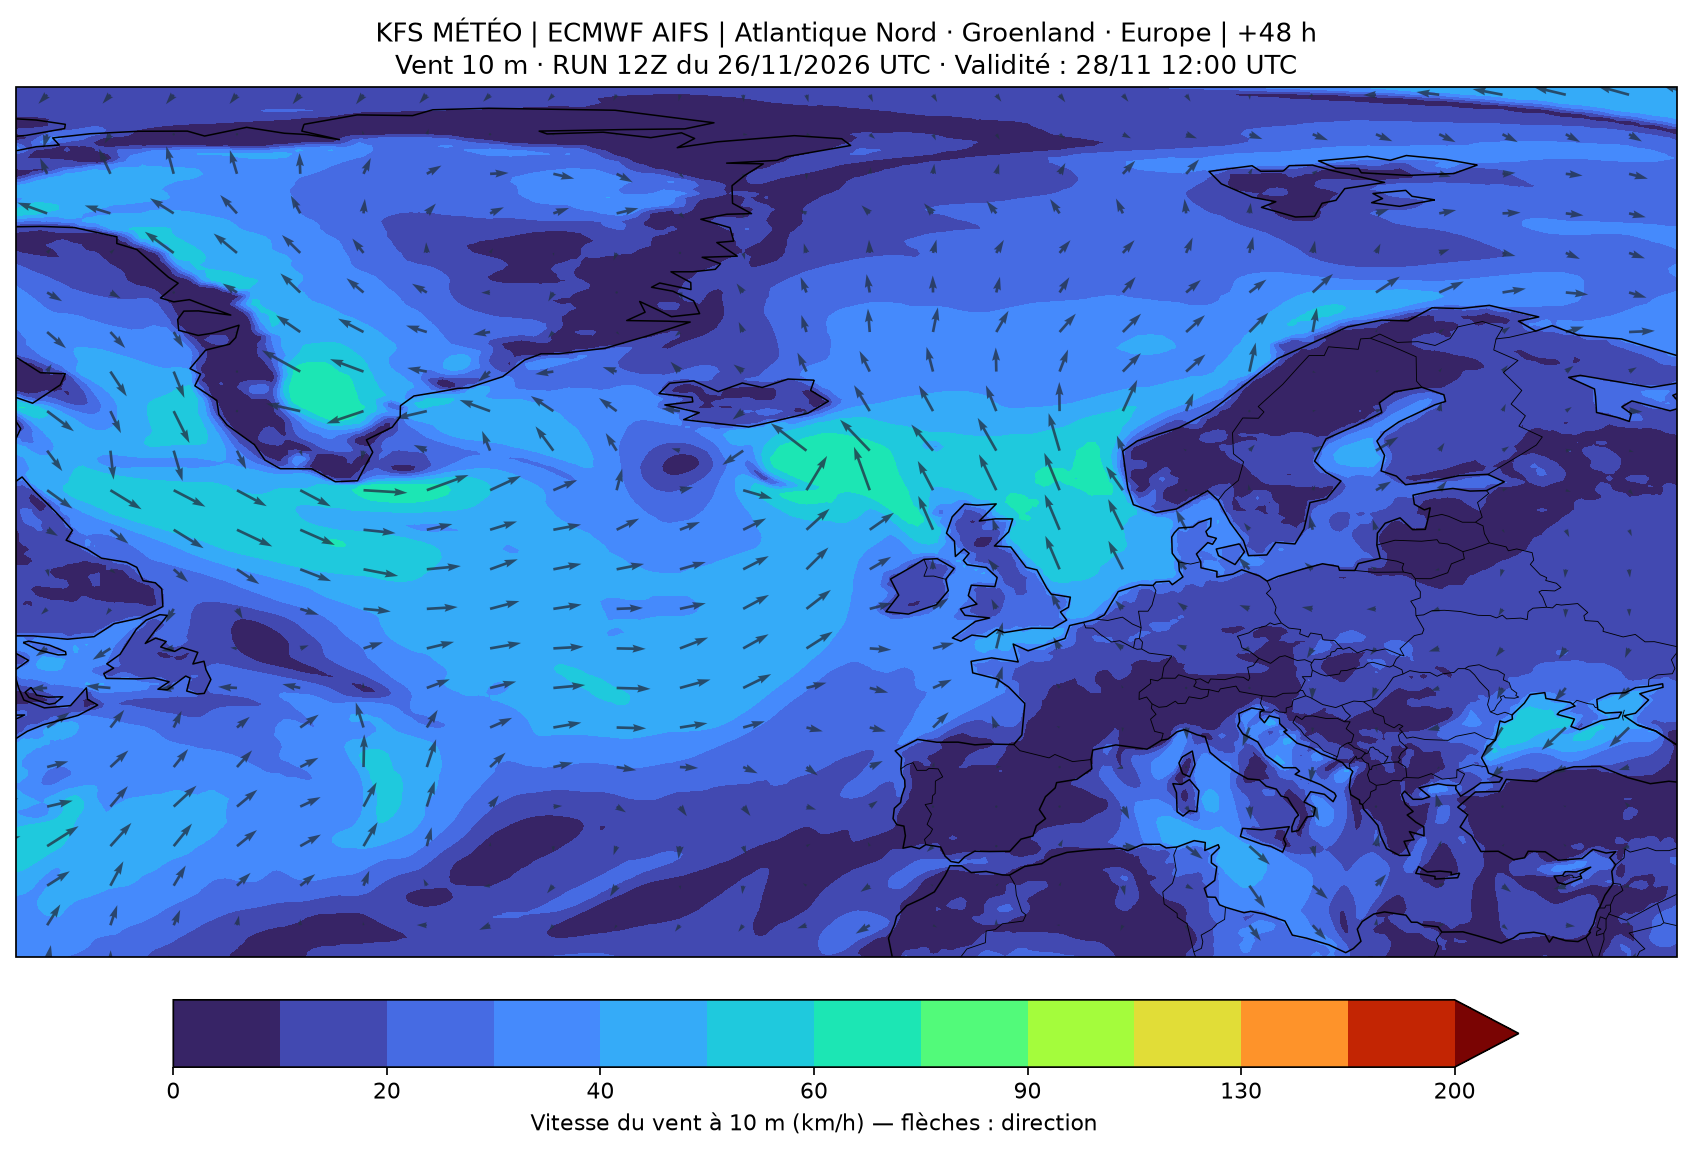 KFS MÉTÉO | ECMWF AIFS | Atlantique Nord · Groenland · Europe | +48 h
Vent 10 m · RUN 12Z du 26/11/2026 UTC · Validité : 28/11 12:00 UTC
0 20 40 60 90 130 200
Vitesse du vent à 10 m (km/h) — flèches : direction